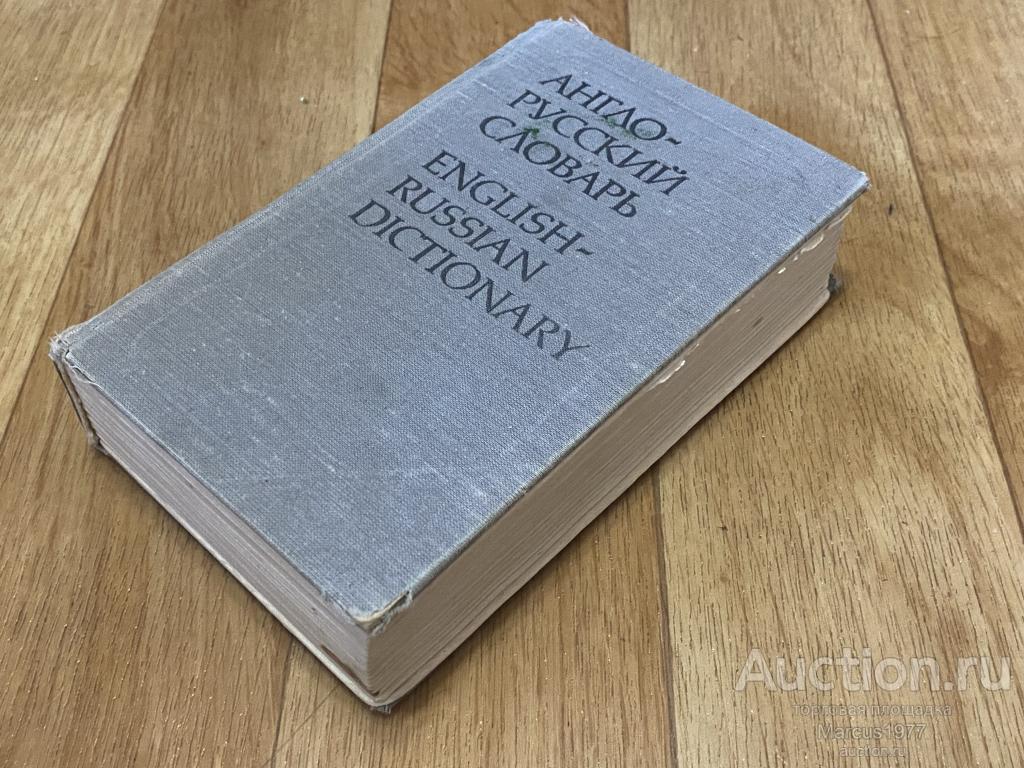 АНГЛО-
РУССКИЙ
СЛОВАРЬ
ENGLISH-
RUSSIAN
DICTIONARY
Auction.ru
торговая площадка
Marcus1977
auction.ru